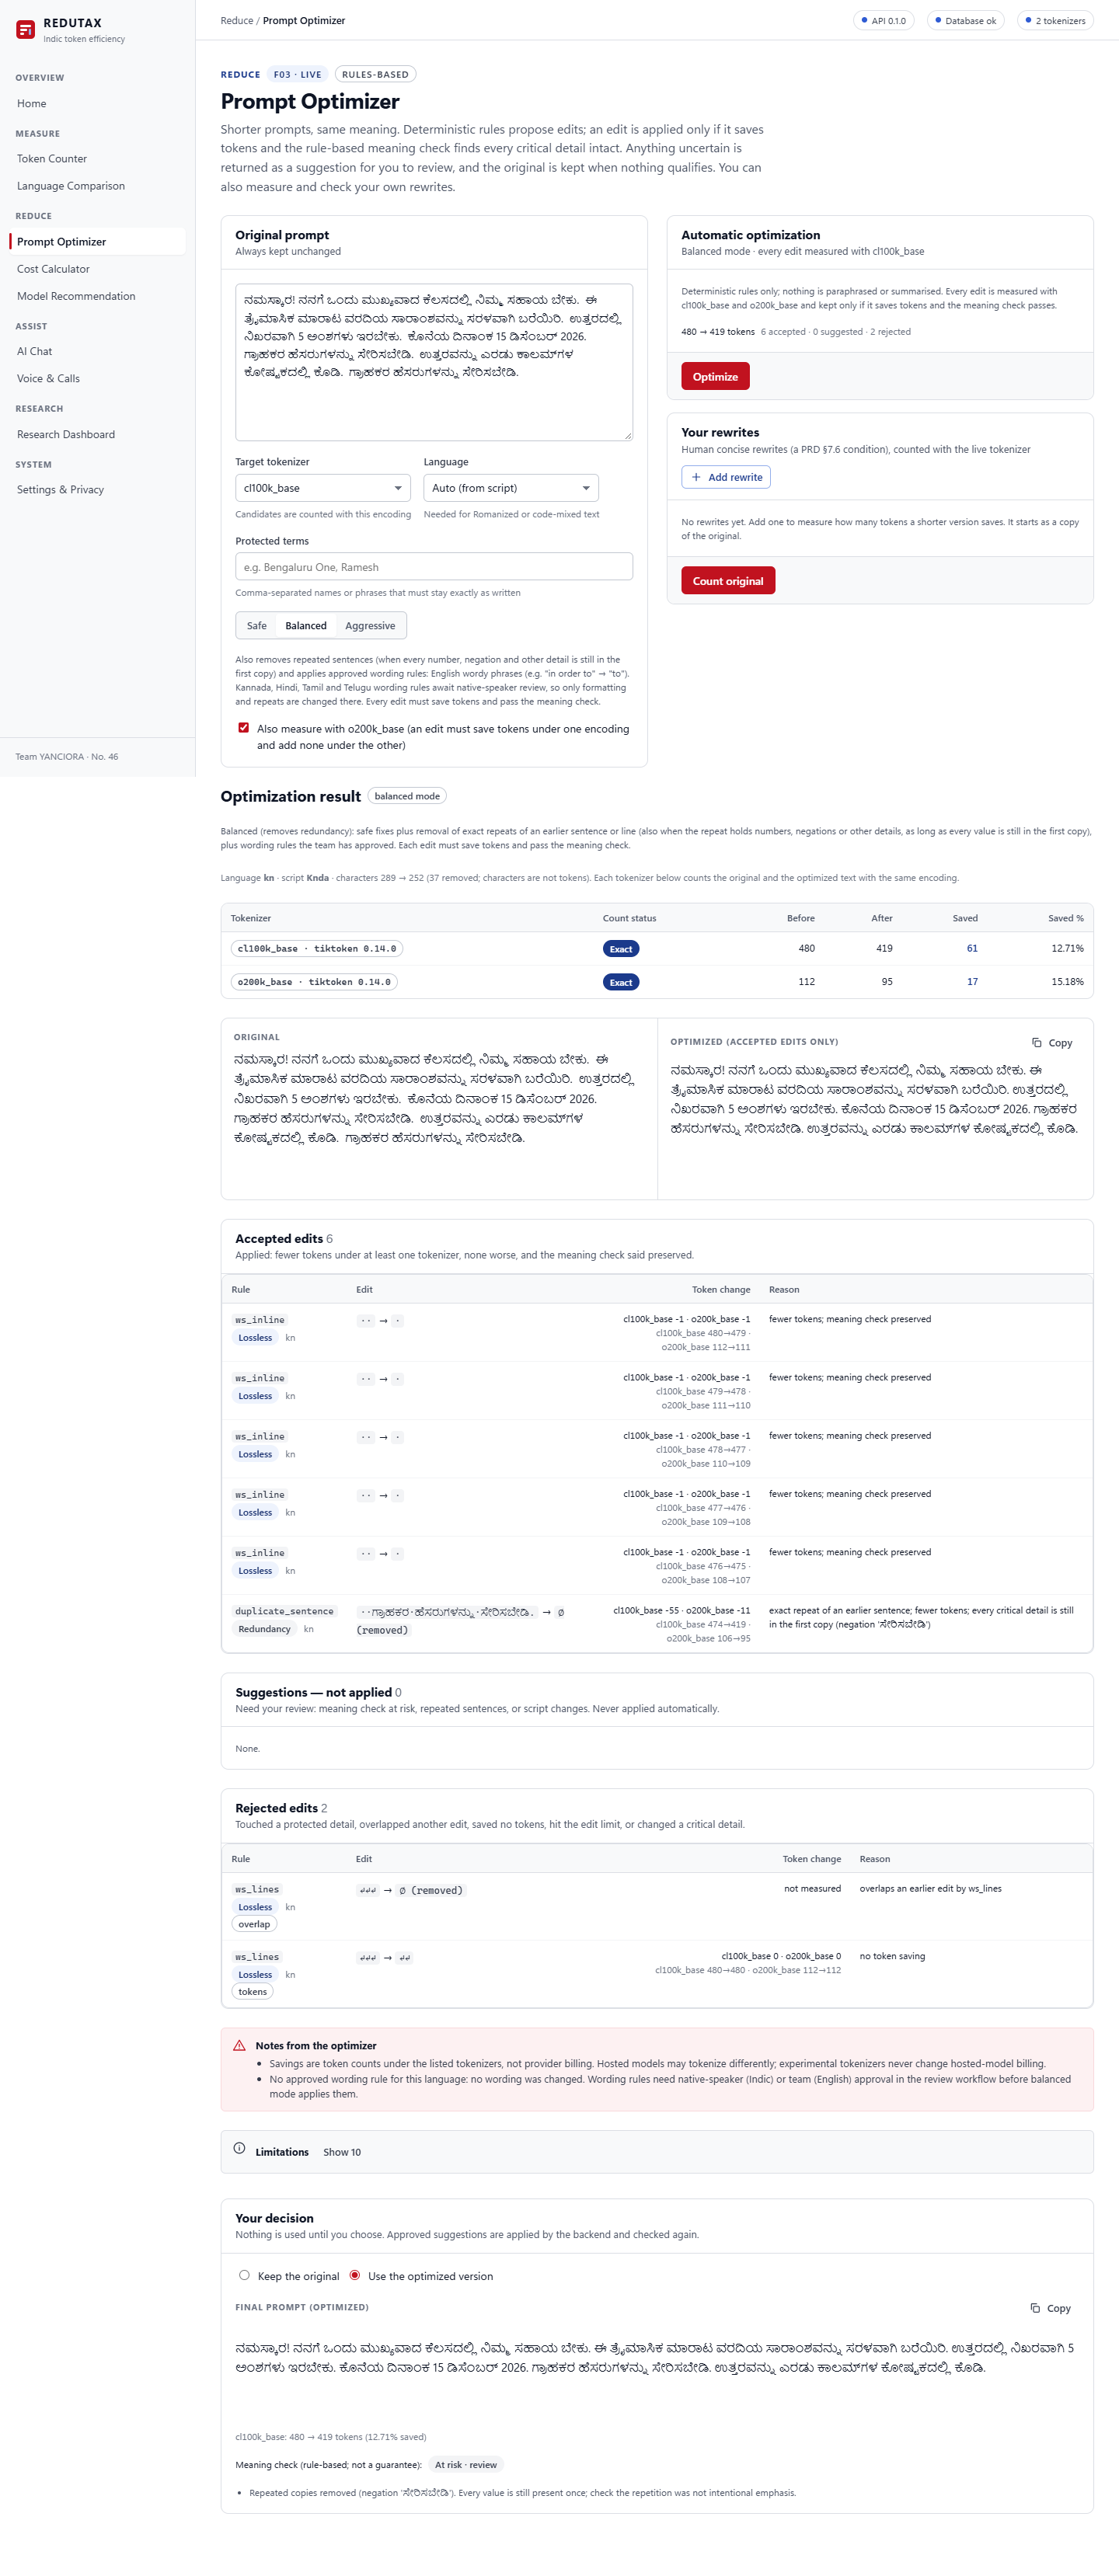 REDUTAX
Indic token efficiency
OVERVIEW
Home
MEASURE
Token Counter
Language Comparison
REDUCE
Prompt Optimizer
Cost Calculator
Model Recommendation
ASSIST
AI Chat
Voice & Calls
RESEARCH
Research Dashboard
SYSTEM
Settings & Privacy
Team YANCIORA · No. 46
Reduce / Prompt Optimizer
API 0.1.0
Database ok
2 tokenizers
REDUCE F03 · LIVE RULES-BASED
Prompt Optimizer
Shorter prompts, same meaning. Deterministic rules propose edits; an edit is applied only if it saves
tokens and the rule-based meaning check finds every critical detail intact. Anything uncertain is
returned as a suggestion for you to review, and the original is kept when nothing qualifies. You can
also measure and check your own rewrites.
Original prompt
Always kept unchanged
ನಮಸ್ಕಾರ! ನನಗೆ ಒಂದು ಮುಖ್ಯವಾದ ಕೆಲಸದಲ್ಲಿ ನಿಮ್ಮ ಸಹಾಯ ಬೇಕು.  ಈ
ತ್ರೈಮಾಸಿಕ ಮಾರಾಟ ವರದಿಯ ಸಾರಾಂಶವನ್ನು ಸರಳವಾಗಿ ಬರೆಯಿರಿ.  ಉತ್ತರದಲ್ಲಿ
ನಿಖರವಾಗಿ 5 ಅಂಶಗಳು ಇರಬೇಕು.  ಕೊನೆಯ ದಿನಾಂಕ 15 ಡಿಸೆಂಬರ್ 2026.
ಗ್ರಾಹಕರ ಹೆಸರುಗಳನ್ನು ಸೇರಿಸಬೇಡಿ.  ಉತ್ತರವನ್ನು ಎರಡು ಕಾಲಮ್‌ಗಳ
ಕೋಷ್ಟಕದಲ್ಲಿ ಕೊಡಿ.  ಗ್ರಾಹಕರ ಹೆಸರುಗಳನ್ನು ಸೇರಿಸಬೇಡಿ.
Target tokenizer
cl100k_base
Candidates are counted with this encoding
Language
Auto (from script)
Needed for Romanized or code-mixed text
Protected terms
e.g. Bengaluru One, Ramesh
Comma-separated names or phrases that must stay exactly as written
Safe Balanced Aggressive
Also removes repeated sentences (when every number, negation and other detail is still in the
first copy) and applies approved wording rules: English wordy phrases (e.g. "in order to" → "to").
Kannada, Hindi, Tamil and Telugu wording rules await native-speaker review, so only formatting
and repeats are changed there. Every edit must save tokens and pass the meaning check.
Also measure with o200k_base (an edit must save tokens under one encoding
and add none under the other)
Automatic optimization
Balanced mode · every edit measured with cl100k_base
Deterministic rules only; nothing is paraphrased or summarised. Every edit is measured with
cl100k_base and o200k_base and kept only if it saves tokens and the meaning check passes.
480 → 419 tokens 6 accepted · 0 suggested · 2 rejected
Optimize
Your rewrites
Human concise rewrites (a PRD §7.6 condition), counted with the live tokenizer
+ Add rewrite
No rewrites yet. Add one to measure how many tokens a shorter version saves. It starts as a copy
of the original.
Count original
Optimization result balanced mode
Balanced (removes redundancy): safe fixes plus removal of exact repeats of an earlier sentence or line (also when the repeat holds numbers, negations or other details, as long as every value is still in the first copy),
plus wording rules the team has approved. Each edit must save tokens and pass the meaning check.
Language kn · script Knda · characters 289 → 252 (37 removed; characters are not tokens). Each tokenizer below counts the original and the optimized text with the same encoding.
Tokenizer Count status Before After Saved Saved %
cl100k_base · tiktoken 0.14.0 Exact 480 419 61 12.71%
o200k_base · tiktoken 0.14.0 Exact 112 95 17 15.18%
ORIGINAL
ನಮಸ್ಕಾರ! ನನಗೆ ಒಂದು ಮುಖ್ಯವಾದ ಕೆಲಸದಲ್ಲಿ ನಿಮ್ಮ ಸಹಾಯ ಬೇಕು.  ಈ
ತ್ರೈಮಾಸಿಕ ಮಾರಾಟ ವರದಿಯ ಸಾರಾಂಶವನ್ನು ಸರಳವಾಗಿ ಬರೆಯಿರಿ.  ಉತ್ತರದಲ್ಲಿ
ನಿಖರವಾಗಿ 5 ಅಂಶಗಳು ಇರಬೇಕು.  ಕೊನೆಯ ದಿನಾಂಕ 15 ಡಿಸೆಂಬರ್ 2026.
ಗ್ರಾಹಕರ ಹೆಸರುಗಳನ್ನು ಸೇರಿಸಬೇಡಿ.  ಉತ್ತರವನ್ನು ಎರಡು ಕಾಲಮ್‌ಗಳ
ಕೋಷ್ಟಕದಲ್ಲಿ ಕೊಡಿ.  ಗ್ರಾಹಕರ ಹೆಸರುಗಳನ್ನು ಸೇರಿಸಬೇಡಿ.
OPTIMIZED (ACCEPTED EDITS ONLY) Copy
ನಮಸ್ಕಾರ! ನನಗೆ ಒಂದು ಮುಖ್ಯವಾದ ಕೆಲಸದಲ್ಲಿ ನಿಮ್ಮ ಸಹಾಯ ಬೇಕು. ಈ
ತ್ರೈಮಾಸಿಕ ಮಾರಾಟ ವರದಿಯ ಸಾರಾಂಶವನ್ನು ಸರಳವಾಗಿ ಬರೆಯಿರಿ. ಉತ್ತರದಲ್ಲಿ
ನಿಖರವಾಗಿ 5 ಅಂಶಗಳು ಇರಬೇಕು. ಕೊನೆಯ ದಿನಾಂಕ 15 ಡಿಸೆಂಬರ್ 2026. ಗ್ರಾಹಕರ
ಹೆಸರುಗಳನ್ನು ಸೇರಿಸಬೇಡಿ. ಉತ್ತರವನ್ನು ಎರಡು ಕಾಲಮ್‌ಗಳ ಕೋಷ್ಟಕದಲ್ಲಿ ಕೊಡಿ.
Accepted edits 6
Applied: fewer tokens under at least one tokenizer, none worse, and the meaning check said preserved.
Rule Edit Token change Reason
ws_inline ·· → · cl100k_base -1 · o200k_base -1 fewer tokens; meaning check preserved
Lossless kn cl100k_base 480→479 ·
o200k_base 112→111
ws_inline ·· → · cl100k_base -1 · o200k_base -1 fewer tokens; meaning check preserved
Lossless kn cl100k_base 479→478 ·
o200k_base 111→110
ws_inline ·· → · cl100k_base -1 · o200k_base -1 fewer tokens; meaning check preserved
Lossless kn cl100k_base 478→477 ·
o200k_base 110→109
ws_inline ·· → · cl100k_base -1 · o200k_base -1 fewer tokens; meaning check preserved
Lossless kn cl100k_base 477→476 ·
o200k_base 109→108
ws_inline ·· → · cl100k_base -1 · o200k_base -1 fewer tokens; meaning check preserved
Lossless kn cl100k_base 476→475 ·
o200k_base 108→107
duplicate_sentence ··ಗ್ರಾಹಕರ·ಹೆಸರುಗಳನ್ನು·ಸೇರಿಸಬೇಡಿ. → ∅ cl100k_base -55 · o200k_base -11 exact repeat of an earlier sentence; fewer tokens; every critical detail is still
Redundancy kn (removed) cl100k_base 474→419 · in the first copy (negation 'ಸೇರಿಸಬೇಡಿ')
o200k_base 106→95
Suggestions — not applied 0
Need your review: meaning check at risk, repeated sentences, or script changes. Never applied automatically.
None.
Rejected edits 2
Touched a protected detail, overlapped another edit, saved no tokens, hit the edit limit, or changed a critical detail.
Rule Edit Token change Reason
ws_lines ↲↲↲ → ∅ (removed) not measured overlaps an earlier edit by ws_lines
Lossless kn
overlap
ws_lines ↲↲↲ → ↲↲ cl100k_base 0 · o200k_base 0 no token saving
Lossless kn cl100k_base 480→480 · o200k_base 112→112
tokens
Notes from the optimizer
• Savings are token counts under the listed tokenizers, not provider billing. Hosted models may tokenize differently; experimental tokenizers never change hosted-model billing.
• No approved wording rule for this language: no wording was changed. Wording rules need native-speaker (Indic) or team (English) approval in the review workflow before balanced
mode applies them.
Limitations Show 10
Your decision
Nothing is used until you choose. Approved suggestions are applied by the backend and checked again.
Keep the original Use the optimized version
FINAL PROMPT (OPTIMIZED) Copy
ನಮಸ್ಕಾರ! ನನಗೆ ಒಂದು ಮುಖ್ಯವಾದ ಕೆಲಸದಲ್ಲಿ ನಿಮ್ಮ ಸಹಾಯ ಬೇಕು. ಈ ತ್ರೈಮಾಸಿಕ ಮಾರಾಟ ವರದಿಯ ಸಾರಾಂಶವನ್ನು ಸರಳವಾಗಿ ಬರೆಯಿರಿ. ಉತ್ತರದಲ್ಲಿ ನಿಖರವಾಗಿ 5
ಅಂಶಗಳು ಇರಬೇಕು. ಕೊನೆಯ ದಿನಾಂಕ 15 ಡಿಸೆಂಬರ್ 2026. ಗ್ರಾಹಕರ ಹೆಸರುಗಳನ್ನು ಸೇರಿಸಬೇಡಿ. ಉತ್ತರವನ್ನು ಎರಡು ಕಾಲಮ್‌ಗಳ ಕೋಷ್ಟಕದಲ್ಲಿ ಕೊಡಿ.
cl100k_base: 480 → 419 tokens (12.71% saved)
Meaning check (rule-based; not a guarantee): At risk · review
• Repeated copies removed (negation 'ಸೇರಿಸಬೇಡಿ'). Every value is still present once; check the repetition was not intentional emphasis.